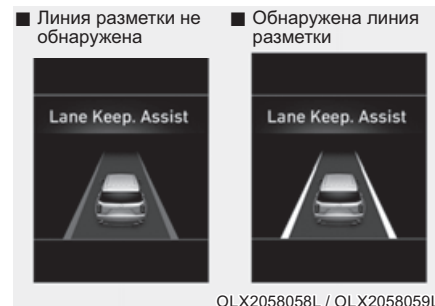 ■ Линия разметки не
обнаружена
■ Обнаружена линия
разметки
Lane Keep. Assist
Lane Keep. Assist
OLX2058058L / OLX2058059L